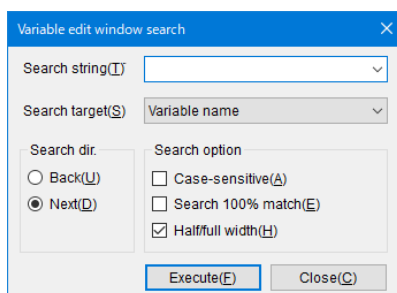 Variable edit window search
Search string(T)
Search target(S) Variable name
Search dir. Search option
Back(U) Case-sensitive(A)
Next(D) Search 100% match(E)
Half/full width(H)
Execute(F) Close(C)